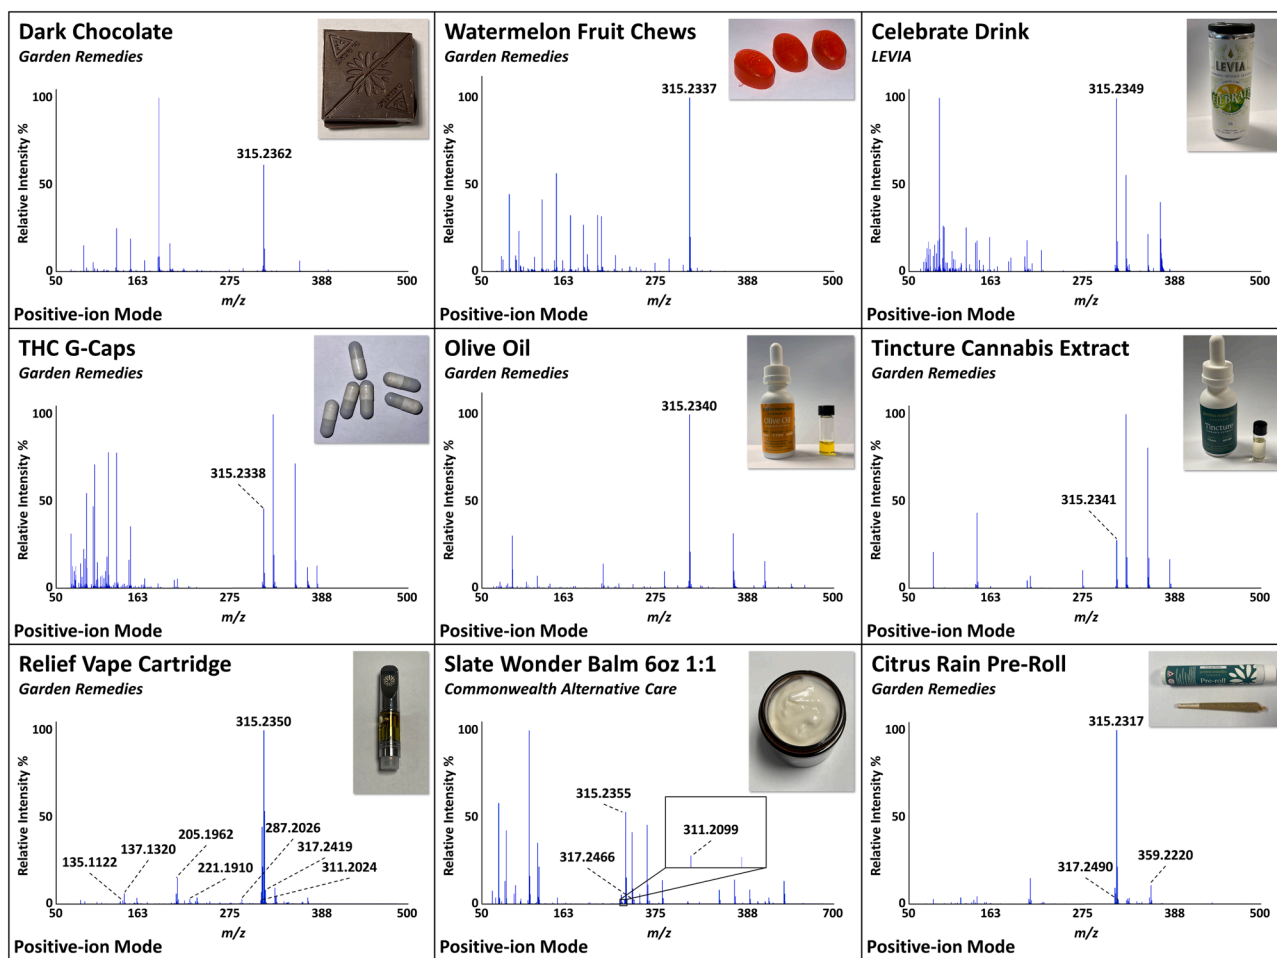 Dark Chocolate
Garden Remedies
Relative Intensity %
100
50
0
315.2362
50 163 275 388 500
m/z
Positive-ion Mode
Watermelon Fruit Chews
Garden Remedies
Relative Intensity %
100
50
0
315.2337
50 163 275 388 500
m/z
Positive-ion Mode
Celebrate Drink
LEVIA
LEVIA
Relative Intensity %
100
50
0
315.2349
50 163 275 388 500
m/z
Positive-ion Mode
THC G-Caps
Garden Remedies
Relative Intensity %
100
50
0
315.2338
50 163 275 388 500
m/z
Positive-ion Mode
Olive Oil
Garden Remedies
Olive Oil
Relative Intensity %
100
50
0
315.2340
50 163 275 388 500
m/z
Positive-ion Mode
Tincture Cannabis Extract
Garden Remedies
Tincture
Relative Intensity %
100
50
0
315.2341
50 163 275 388 500
m/z
Positive-ion Mode
Relief Vape Cartridge
Garden Remedies
Relative Intensity %
100
50
0
315.2350
135.1122
137.1320
205.1962
221.1910
287.2026
317.2419
311.2024
50 163 275 388 500
m/z
Positive-ion Mode
Slate Wonder Balm 6oz 1:1
Commonwealth Alternative Care
Relative Intensity %
100
50
0
315.2355
317.2466
311.2099
50 163 375 388 700
m/z
Positive-ion Mode
Citrus Rain Pre-Roll
Garden Remedies
Pre-roll
Relative Intensity %
100
50
0
315.2317
317.2490
359.2220
50 163 275 388 500
m/z
Positive-ion Mode